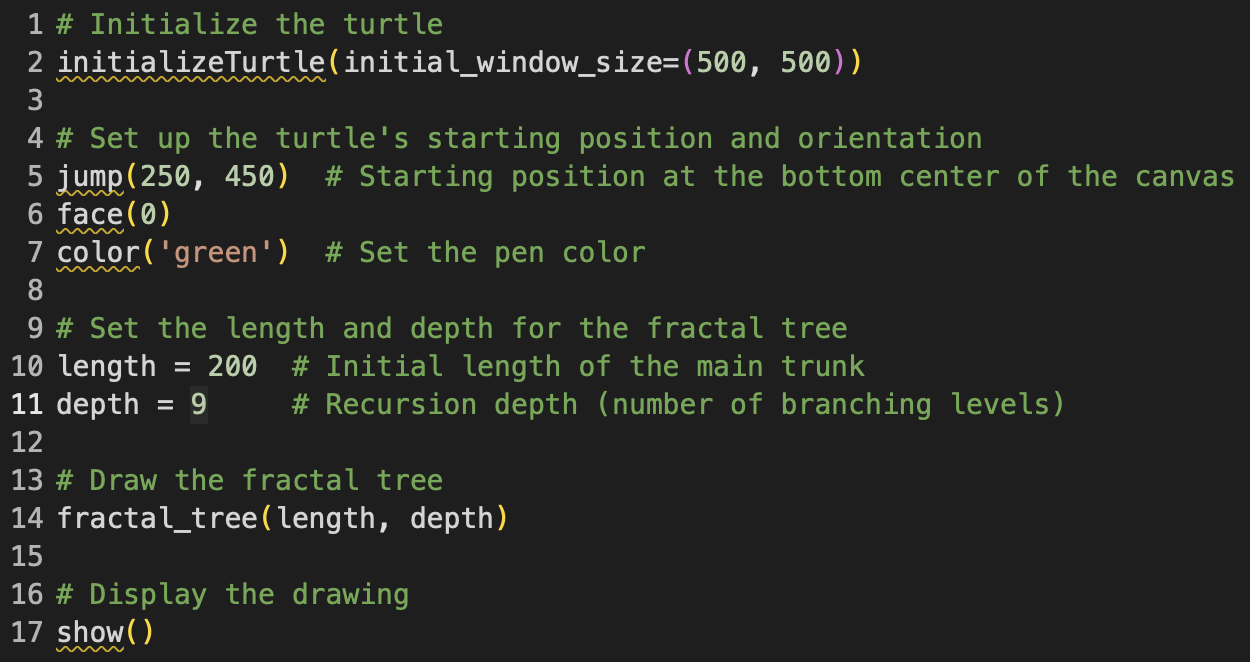 1 # Initialize the turtle
2 initializeTurtle(initial_window_size=(500, 500))
3
4 # Set up the turtle's starting position and orientation
5 jump(250, 450)  # Starting position at the bottom center of the canvas
6 face(0)
7 color('green')  # Set the pen color
8
9 # Set the length and depth for the fractal tree
10 length = 200  # Initial length of the main trunk
11 depth = 9     # Recursion depth (number of branching levels)
12
13 # Draw the fractal tree
14 fractal_tree(length, depth)
15
16 # Display the drawing
17 show()